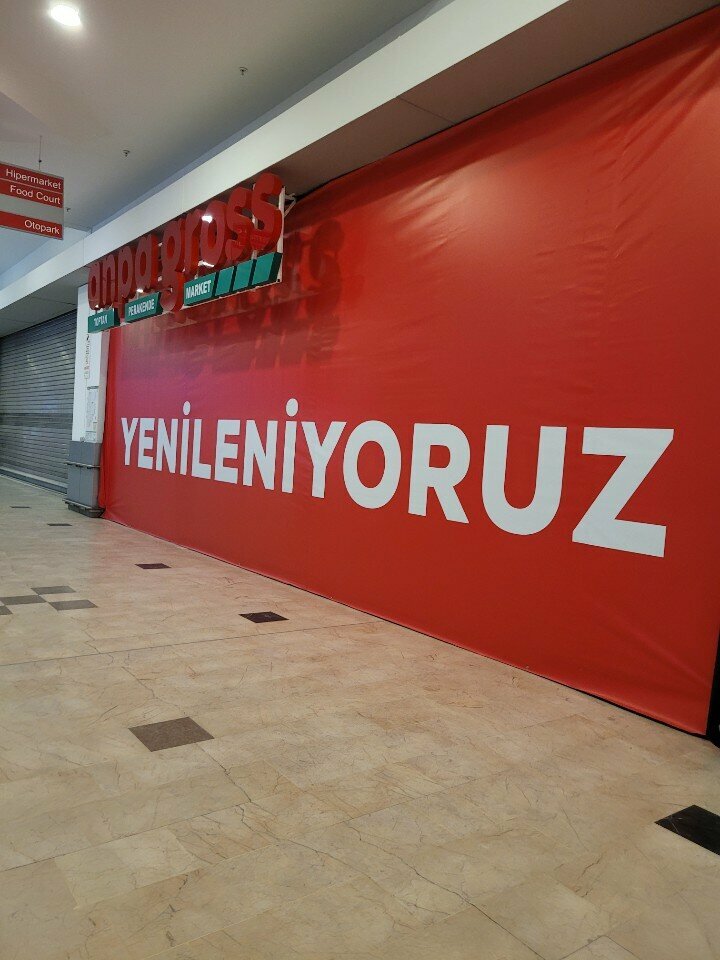 Hipermarket
Food Court
Otopark
anpa gross
TOPTAN PERAKENDE MARKET
YENİLENİYORUZ